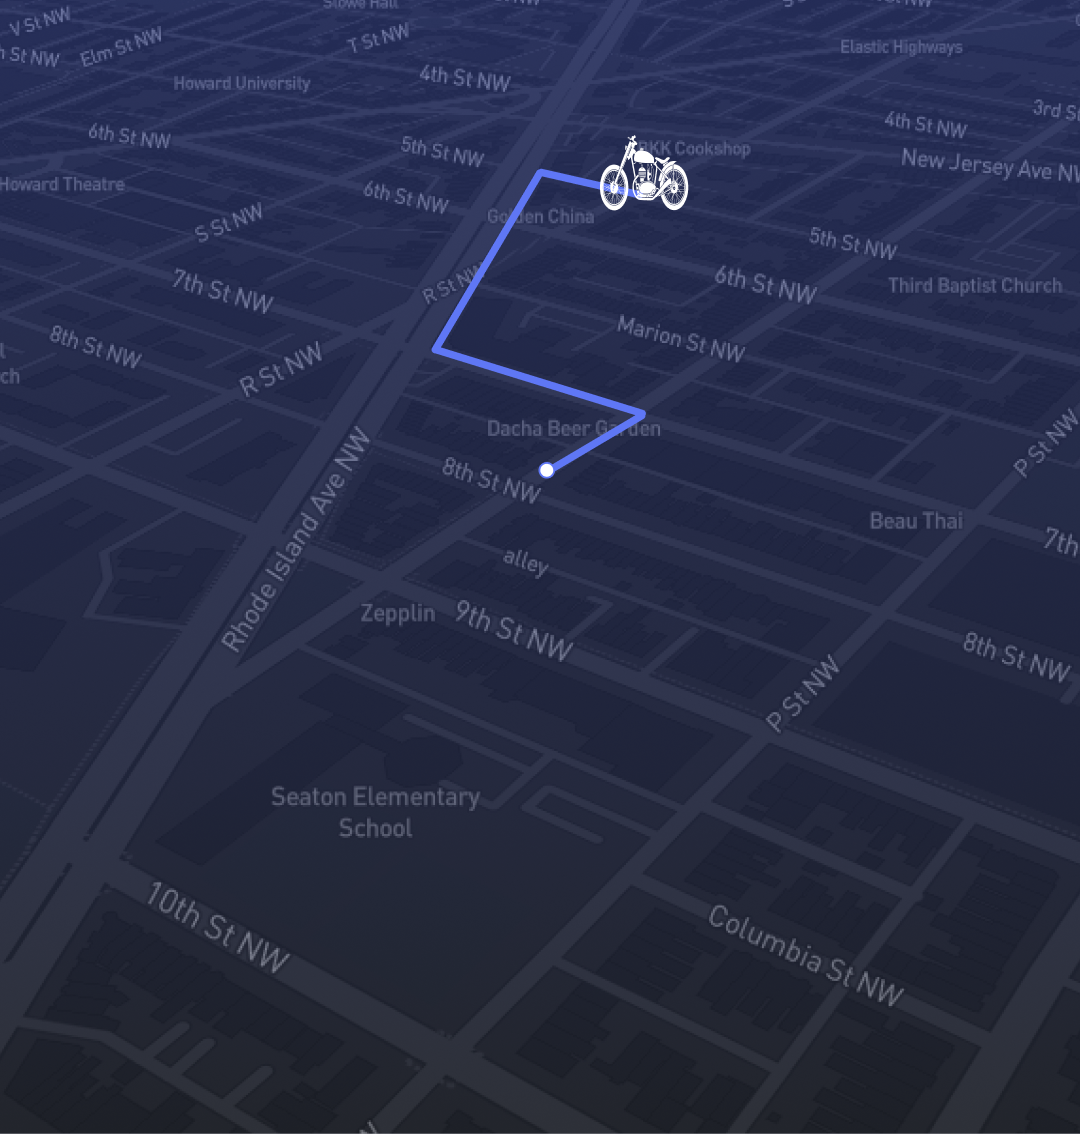 Slowe Hall
V St NW
Elm St NW
T St NW
Elastic Highways
Howard University
4th St NW
3rd St
4th St NW
6th St NW
5th St NW
BKK Cookshop
New Jersey Ave NW
Howard Theatre
6th St NW
S St NW
Golden China
5th St NW
7th St NW
R St NW
6th St NW
Third Baptist Church
8th St NW
Marion St NW
R St NW
Dacha Beer Garden
P St NW
Rhode Island Ave NW
8th St NW
Beau Thai
7th
alley
Zepplin
9th St NW
8th St NW
P St NW
Seaton Elementary
School
10th St NW
Columbia St NW